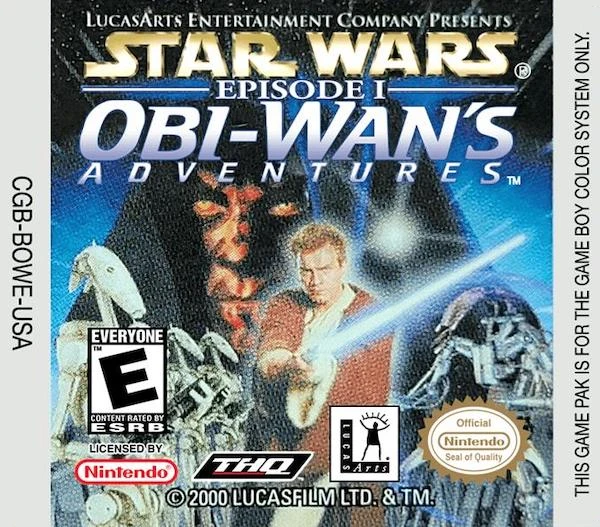 LUCASARTS ENTERTAINMENT COMPANY PRESENTS
STAR WARS®
EPISODE I
OBI-WAN'S
ADVENTURES™
CGB-BOWE-USA
THIS GAME PAK IS FOR THE GAME BOY COLOR SYSTEM ONLY.
EVERYONE
TM
E
CONTENT RATED BY
ESRB
LICENSED BY
Nintendo®
THQ
LUCAS
Arts
Official
Nintendo
Seal of Quality
© 2000 LUCASFILM LTD. & TM.